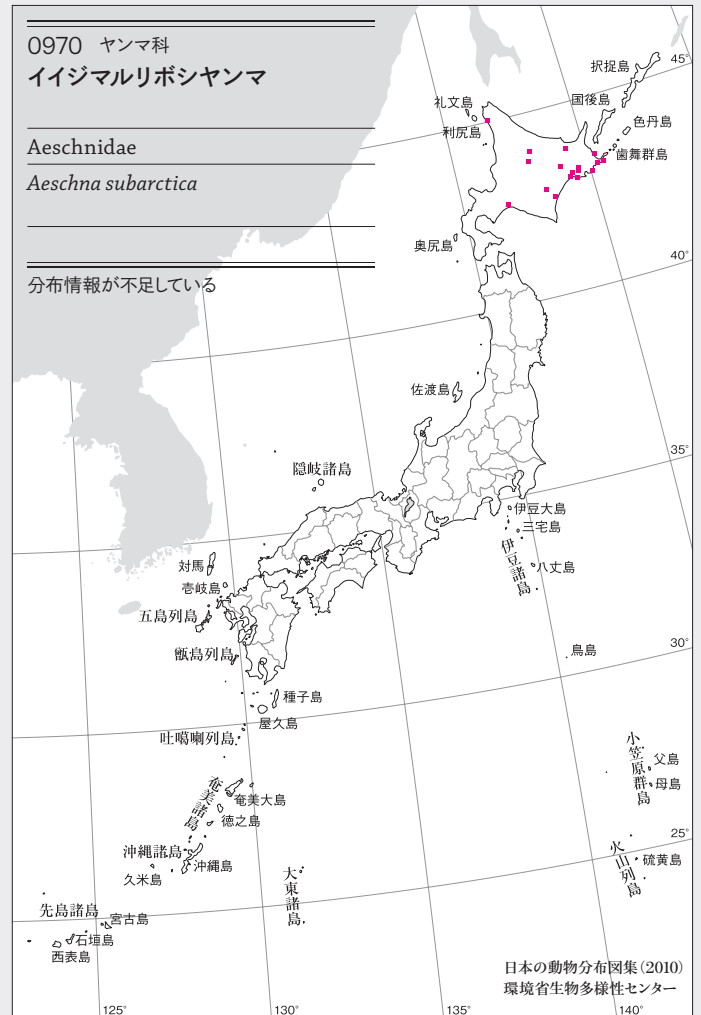 0970 ヤンマ科
イイジマルリボシヤンマ
Aeschnidae
Aeschna subarctica
分布情報が不足している
択捉島
45°
礼文島
国後島
色丹島
利尻島
歯舞群島
奥尻島
40°
佐渡島
35°
隠岐諸島
伊豆大島
三宅島
伊豆諸島
八丈島
対馬
壱岐島
五島列島
甑島列島
鳥島
30°
種子島
屋久島
吐噶喇列島
小笠原群島
父島
母島
奄美諸島
奄美大島
徳之島
25°
沖縄諸島
沖縄島
久米島
火山列島
硫黄島
大東諸島
先島諸島
宮古島
石垣島
西表島
日本の動物分布図集(2010)
環境省生物多様性センター
125°
130°
135°
140°